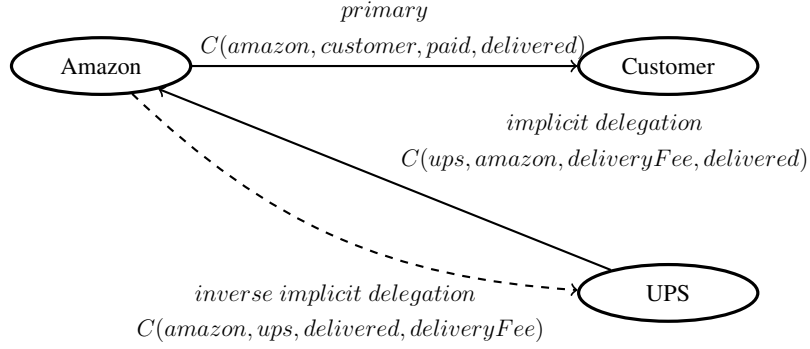 primary
C(amazon, customer, paid, delivered)
Amazon
Customer
implicit delegation
C(ups, amazon, deliveryFee, delivered)
UPS
inverse implicit delegation
C(amazon, ups, delivered, deliveryFee)